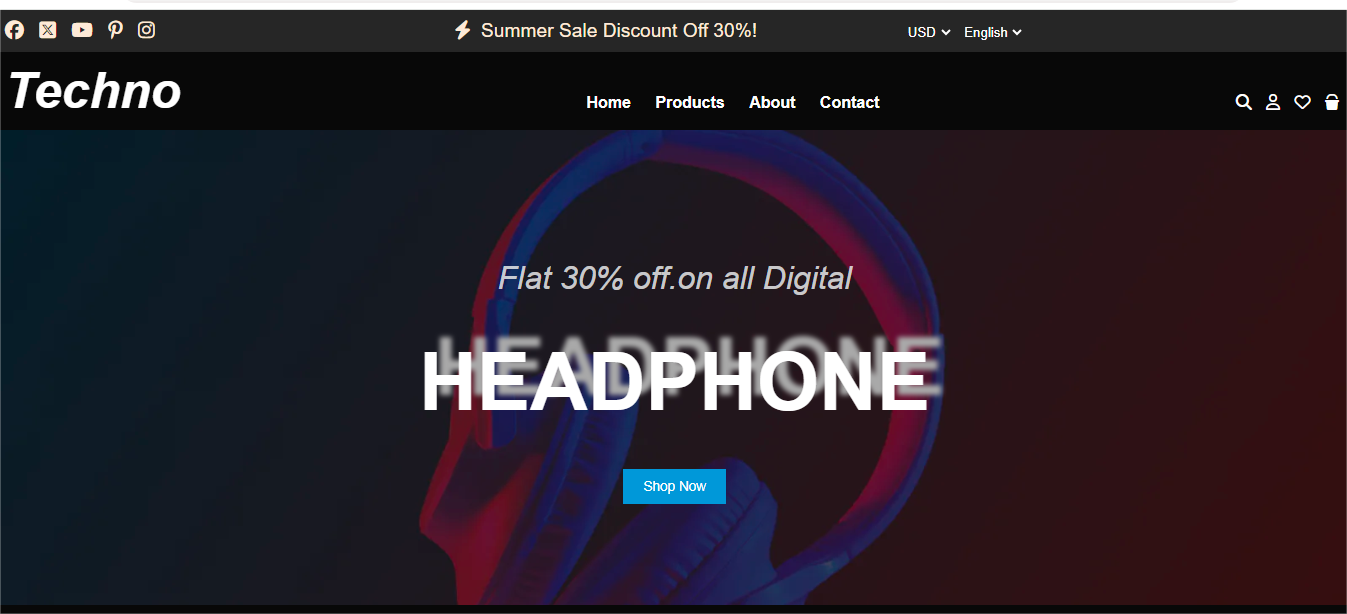 Summer Sale Discount Off 30%!
USD English
Techno
Home Products About Contact
Flat 30% off.on all Digital
HEADPHONE
Shop Now